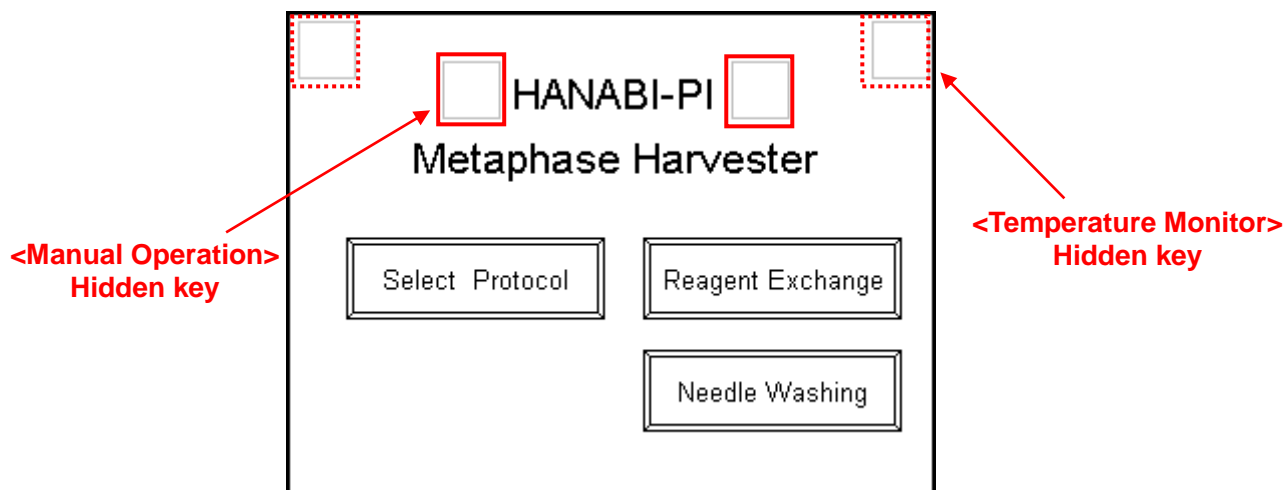 HANABI-PI
Metaphase Harvester
<Manual Operation>
Hidden key
<Temperature Monitor>
Hidden key
Select Protocol
Reagent Exchange
Needle Washing